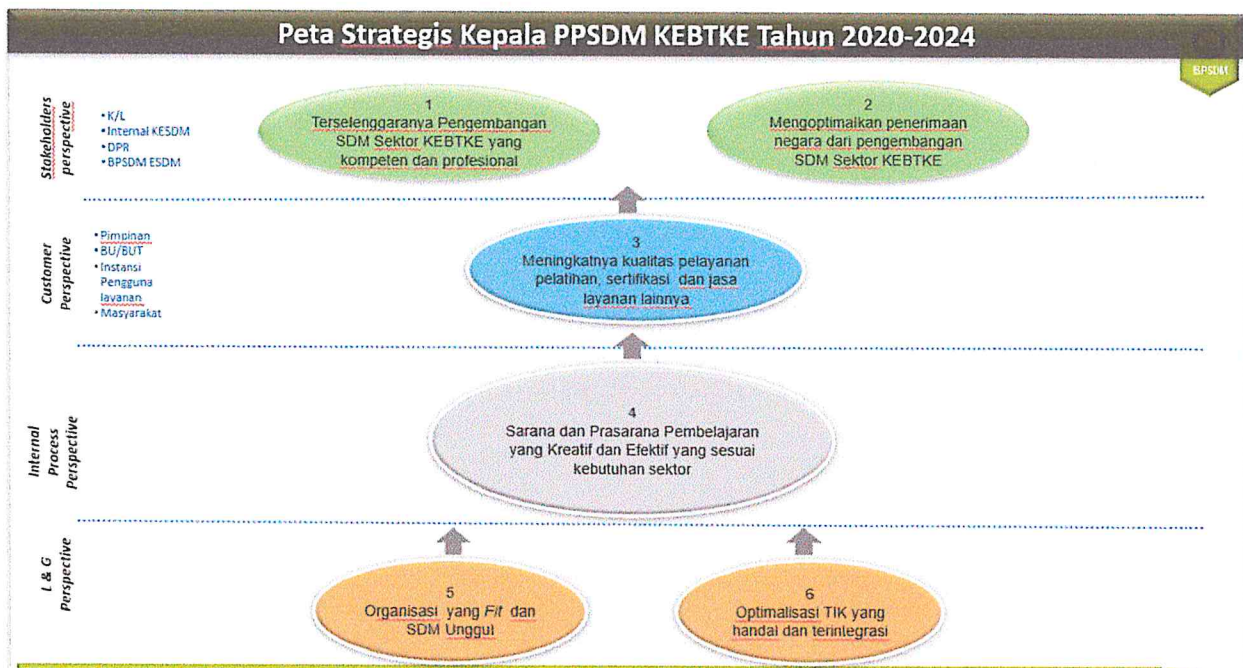 Peta Strategis Kepala PPSDM KEBTKE Tahun 2020-2024
BPSDM
Stakeholders
perspective
• K/L
• Internal KESDM
• DPR
• BPSDM ESDM
1
Terselenggaranya Pengembangan
SDM Sektor KEBTKE yang
kompeten dan profesional
2
Mengoptimalkan penerimaan
negara dari pengembangan
SDM Sektor KEBTKE
Customer
Perspective
• Pimpinan
• BU/BUT
• Instansi
Pengguna
layanan
• Masyarakat
3
Meningkatnya kualitas pelayanan
pelatihan, sertifikasi dan jasa
layanan lainnya
Internal
Process
Perspective
4
Sarana dan Prasarana Pembelajaran
yang Kreatif dan Efektif yang sesuai
kebutuhan sektor
L & G
Perspective
5
Organisasi yang Fit dan
SDM Unggul
6
Optimalisasi TIK yang
handal dan terintegrasi